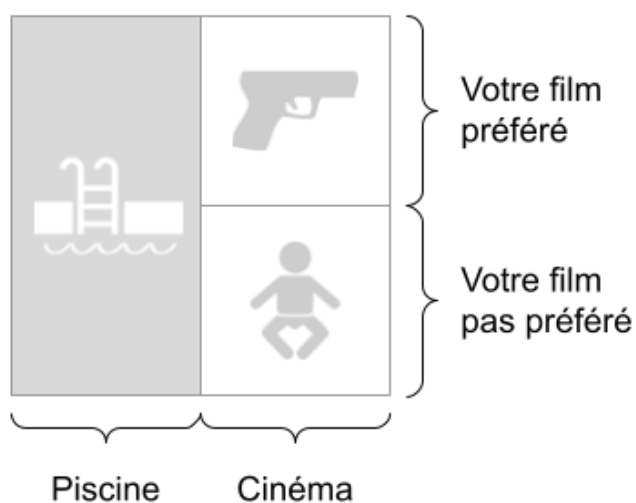 Votre film
préféré
Votre film
pas préféré
Piscine
Cinéma